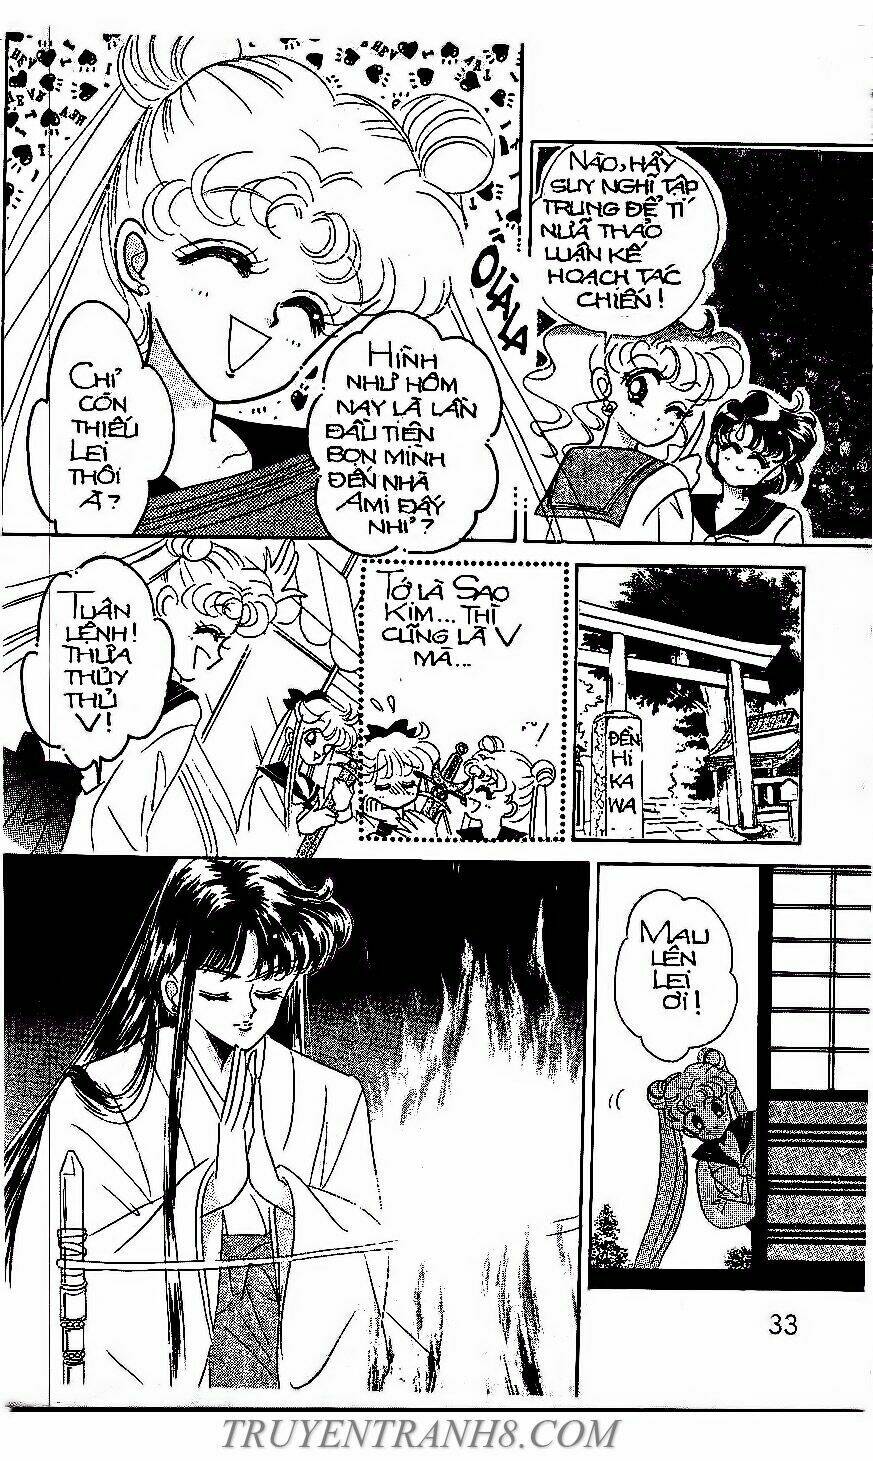 NÀO, HÃY
SUY NGHĨ TẬP
TRUNG ĐỂ TÍ
NỮA THẢO
LUẬN KẾ
HOẠCH TÁC
CHIẾN!
Ô LÀ LA
HÌNH
NHƯ HÔM
NAY LÀ LẦN
ĐẦU TIÊN
BỌN MÌNH
ĐẾN NHÀ
AMI ĐẤY
NHỈ?
CHỈ
CÒN
THIẾU
LEI
THÔI
À?
TUÂN
LỆNH!
THƯA
THỦY
THỦ
V!
TỚ LÀ SAO
KIM... THÌ
CŨNG LÀ V
MÀ...
ĐỀN
HI
KA
WA
MAU
LÊN
LEI
ƠI!
33
TRUYENTRANH8.COM